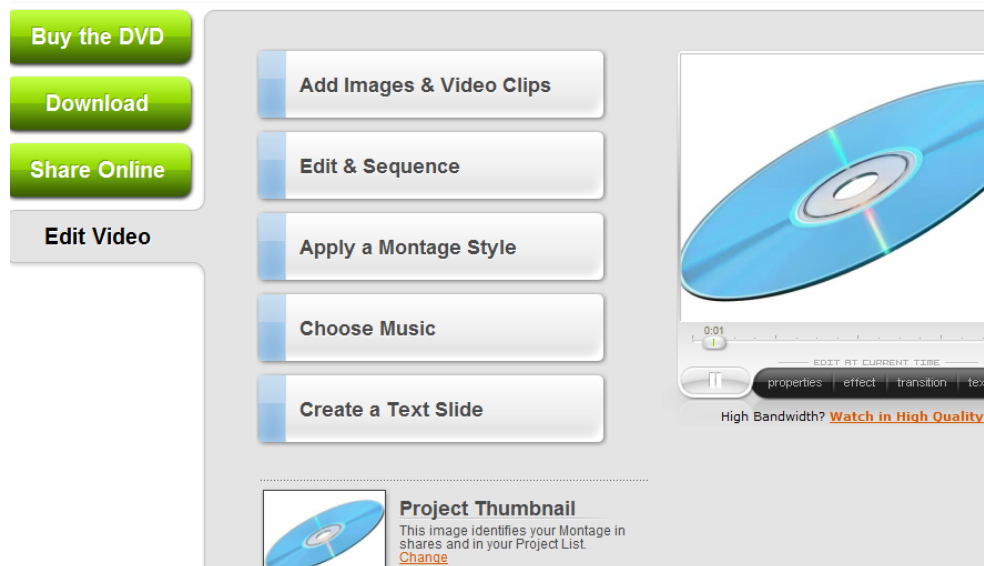 Buy the DVD
Download
Share Online
Edit Video
Add Images & Video Clips
Edit & Sequence
Apply a Montage Style
Choose Music
Create a Text Slide
0:01
EDIT AT CURRENT TIME
properties
effect
transition
High Bandwidth? Watch in High Quality
Project Thumbnail
This image identifies your Montage in
shares and in your Project List.
Change